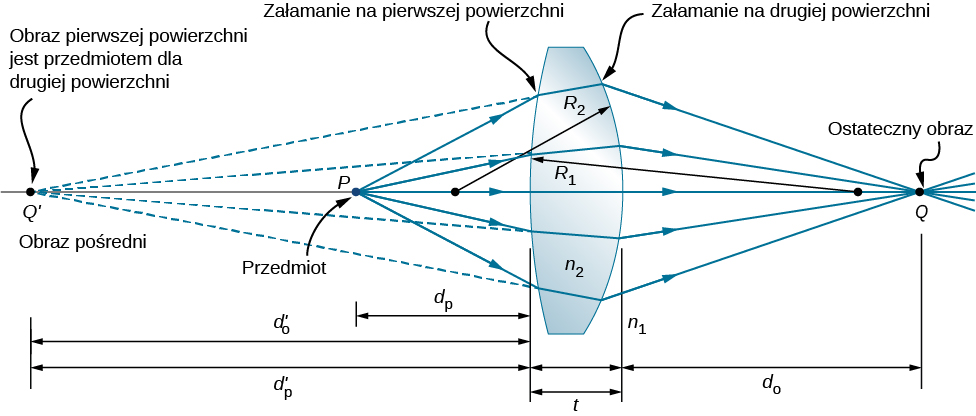 Załamanie na pierwszej powierzchni
Załamanie na drugiej powierzchni
Obraz pierwszej powierzchni
jest przedmiotem dla
drugiej powierzchni
Ostateczny obraz
R₂
R₁
P
Q′
Q
Obraz pośredni
Przedmiot
n₂
n₁
dₚ
d′ₒ
d′ₚ
dₒ
t